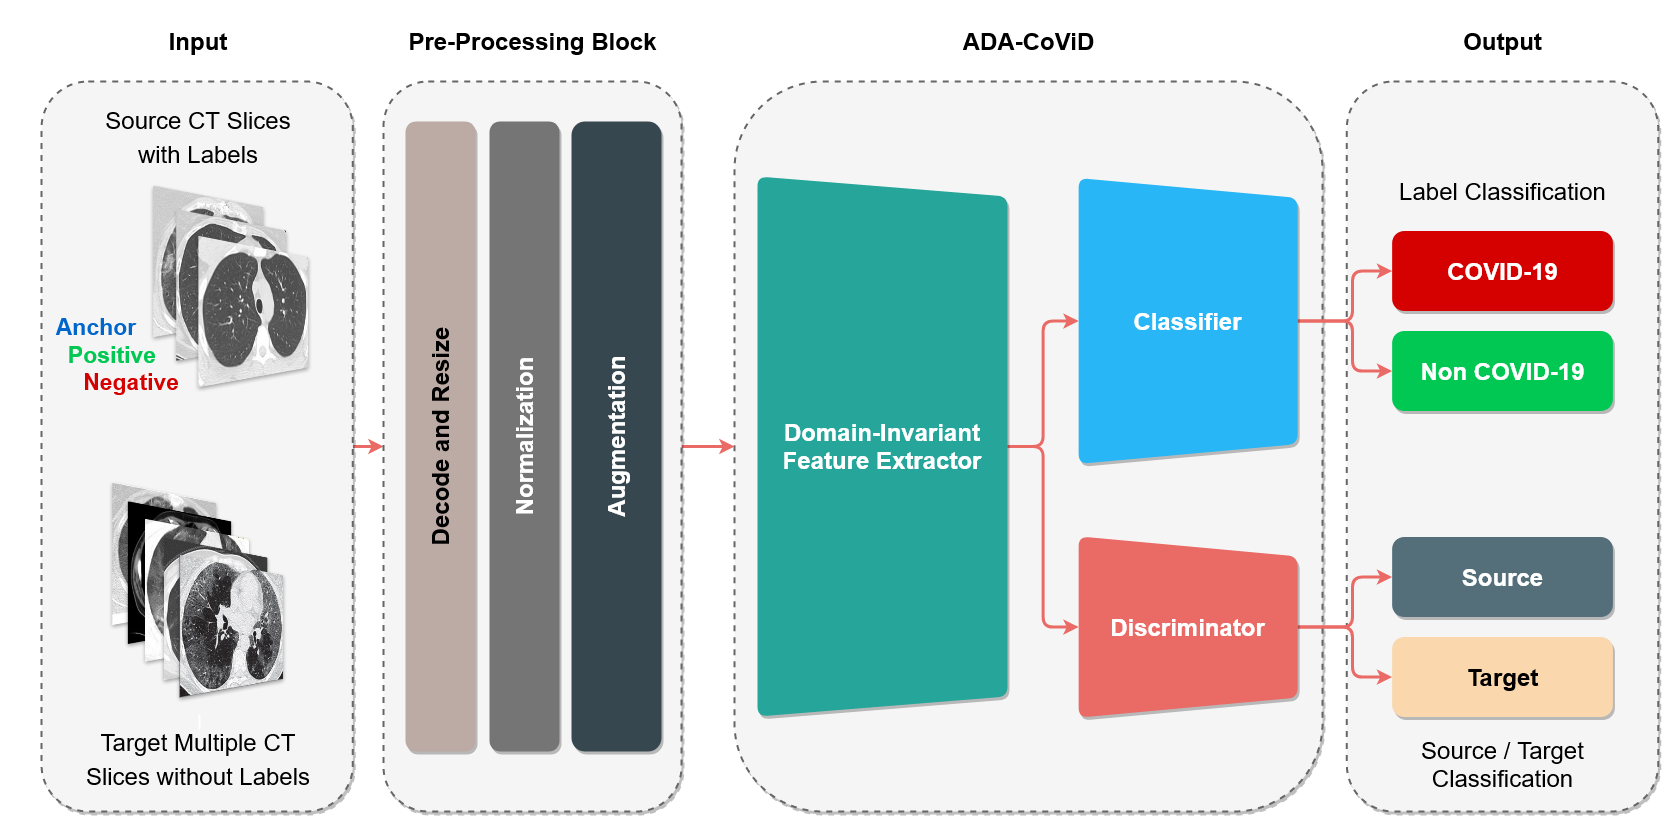 Input
Pre-Processing Block
ADA-CoViD
Output
Source CT Slices
with Labels
Anchor
Positive
Negative
Target Multiple CT
Slices without Labels
Decode and Resize
Normalization
Augmentation
Domain-Invariant
Feature Extractor
Classifier
Discriminator
Label Classification
COVID-19
Non COVID-19
Source
Target
Source / Target
Classification